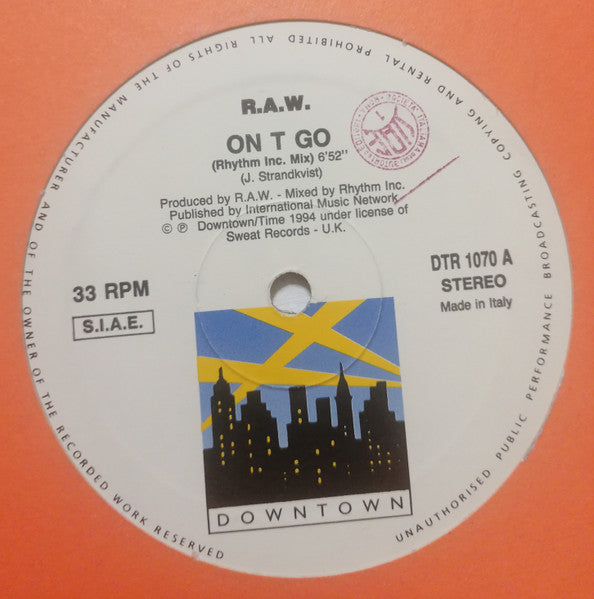 ALL RIGHTS OF THE MANUFACTURER AND OF THE OWNER OF THE RECORDED WORK RESERVED
UNAUTHORISED PUBLIC PERFORMANCE BROADCASTING COPYING AND RENTAL PROHIBITED
R.A.W.
ON T GO
(Rhythm Inc. Mix) 6'52"
(J. Strandkvist)
Produced by R.A.W. - Mixed by Rhythm Inc.
Published by International Music Network
© ℗ Downtown/Time 1994 under license of
Sweat Records - U.K.
33 RPM
S.I.A.E.
DTR 1070 A
STEREO
Made in Italy
DOWNTOWN